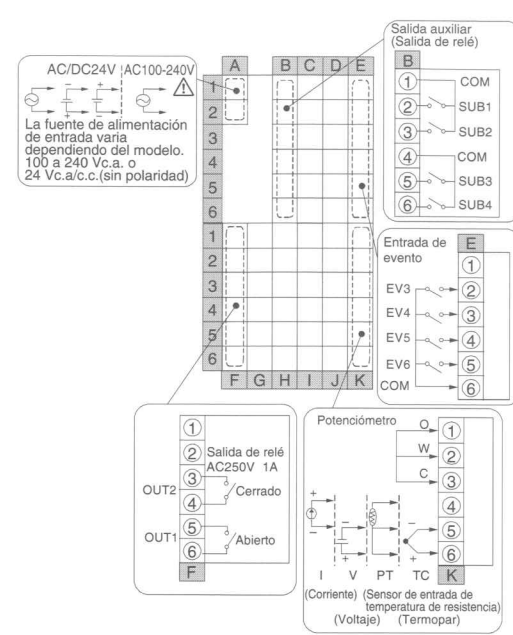 AC/DC24V AC100-240V
La fuente de alimentación
de entrada varia
dependiendo del modelo.
100 a 240 Vc.a. o
24 Vc.a/c.c.(sin polaridad)
A B C D E
1
2
3
4
5
6
1
2
3
4
5
6
F G H I J K
Salida auxiliar
(Salida de relé)
B
1 COM
2 SUB1
3 SUB2
4 COM
5 SUB3
6 SUB4
Entrada de
evento
E
1
EV3 2
EV4 3
EV5 4
EV6 5
COM 6
1
2 Salida de relé
AC250V 1A
3
OUT2 Cerrado
4
5
OUT1 Abierto
6
F
Potenciómetro
O 1
W 2
C 3
4
5
6
I V PT TC K
(Corriente) (Sensor de entrada de
temperatura de resistencia)
(Voltaje) (Termopar)